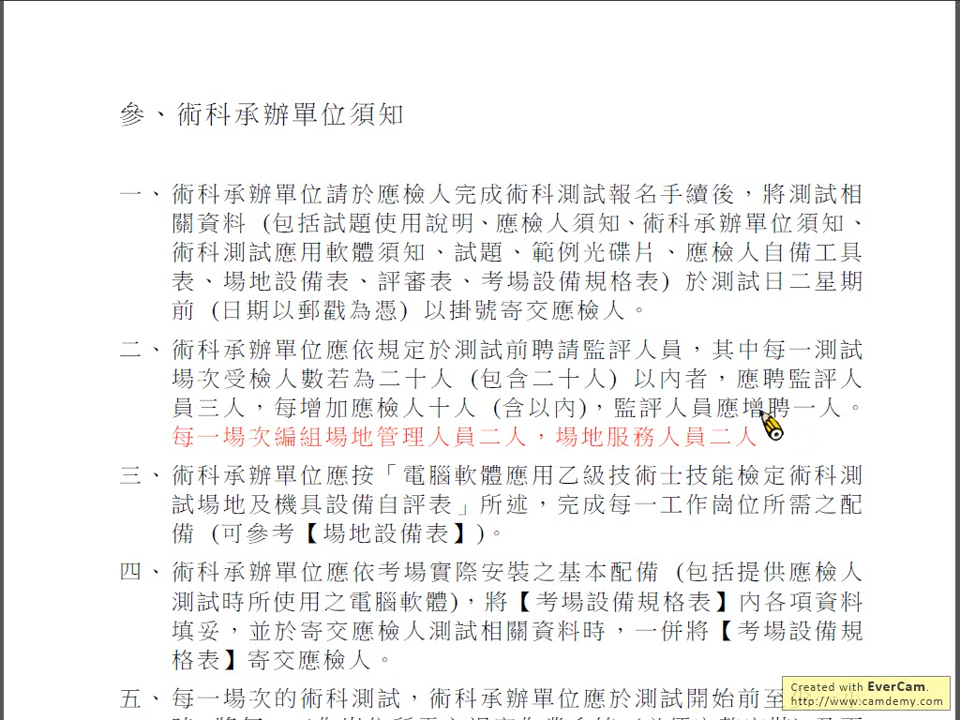 參、術科承辦單位須知
一、術科承辦單位請於應檢人完成術科測試報名手續後，將測試相
關資料 (包括試題使用說明、應檢人須知、術科承辦單位須知、
術科測試應用軟體須知、試題、範例光碟片、應檢人自備工具
表、場地設備表、評審表、考場設備規格表) 於測試日二星期
前 (日期以郵戳為憑) 以掛號寄交應檢人。
二、術科承辦單位應依規定於測試前聘請監評人員，其中每一測試
場次受檢人數若為二十人 (包含二十人) 以內者，應聘監評人
員三人，每增加應檢人十人 (含以內)，監評人員應增聘一人。
每一場次編組場地管理人員二人，場地服務人員二人
三、術科承辦單位應按「電腦軟體應用乙級技術士技能檢定術科測
試場地及機具設備自評表」所述，完成每一工作崗位所需之配
備 (可參考【場地設備表】)。
四、術科承辦單位應依考場實際安裝之基本配備 (包括提供應檢人
測試時所使用之電腦軟體)，將【考場設備規格表】內各項資料
填妥，並於寄交應檢人測試相關資料時，一併將【考場設備規
格表】寄交應檢人。
五、每一場次的術科測試，術科承辦單位應於測試開始前至
Created with EverCam.
http://www.camdemy.com